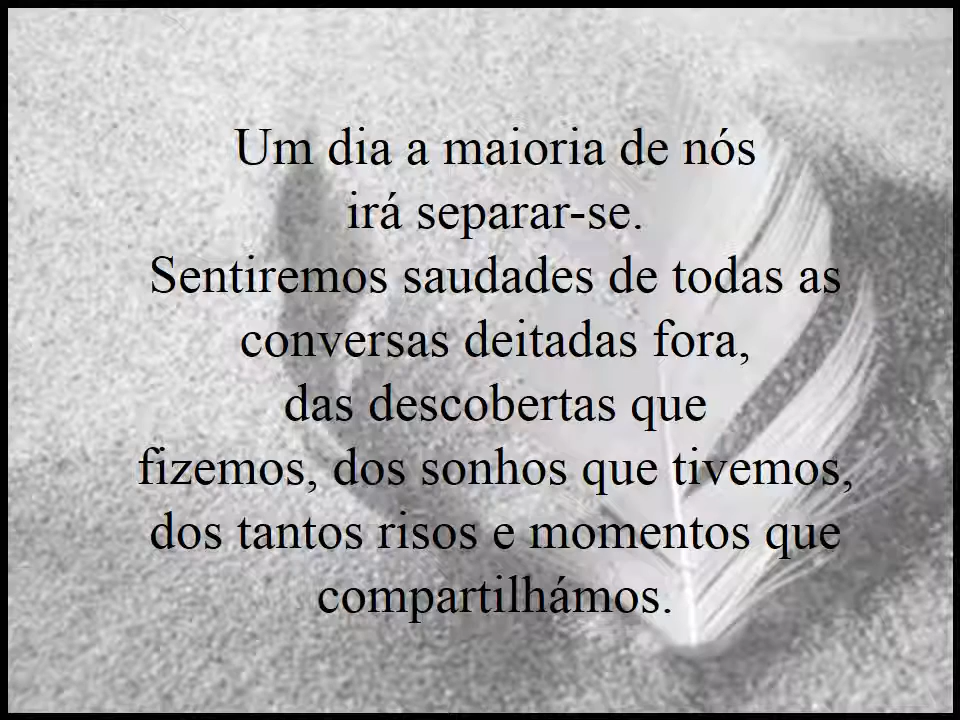 Um dia a maioria de nós
irá separar-se.
Sentiremos saudades de todas as
conversas deitadas fora,
das descobertas que
fizemos, dos sonhos que tivemos,
dos tantos risos e momentos que
compartilhámos.